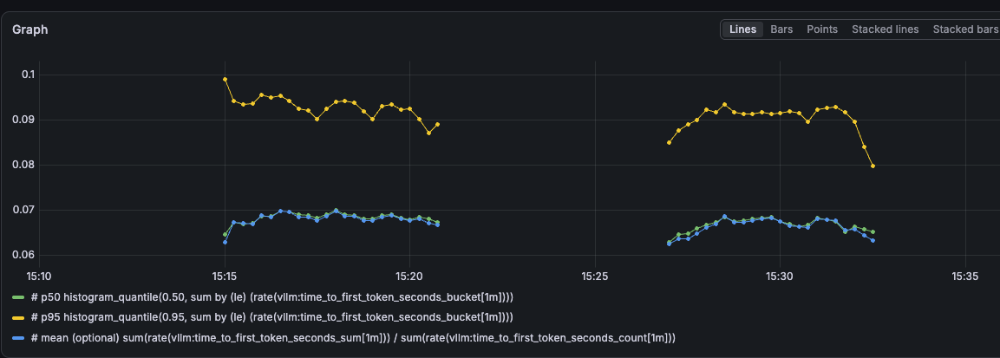 Graph
Lines Bars Points Stacked lines Stacked bars
0.1
0.09
0.08
0.07
0.06
15:10 15:15 15:20 15:25 15:30 15:35
# p50 histogram_quantile(0.50, sum by (le) (rate(vllm:time_to_first_token_seconds_bucket[1m])))
# p95 histogram_quantile(0.95, sum by (le) (rate(vllm:time_to_first_token_seconds_bucket[1m])))
# mean (optional) sum(rate(vllm:time_to_first_token_seconds_sum[1m])) / sum(rate(vllm:time_to_first_token_seconds_count[1m]))